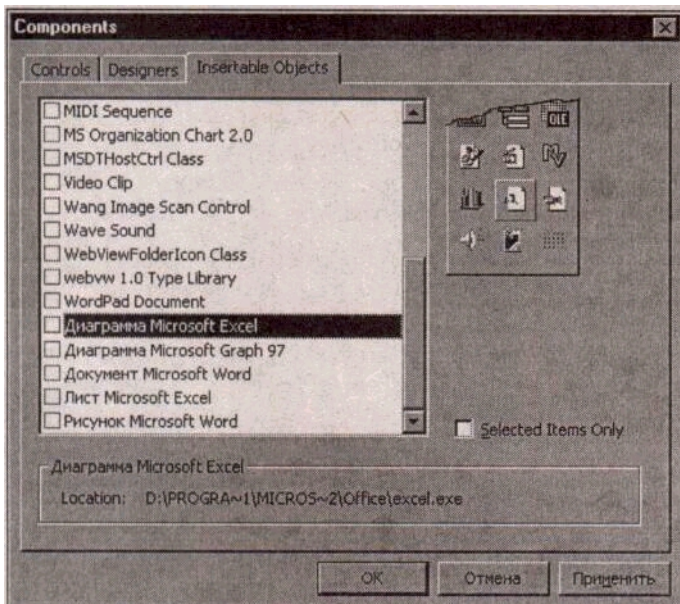 Components
Controls Designers Insertable Objects
MIDI Sequence
MS Organization Chart 2.0
MSDTHostCtrl Class
Video Clip
Wang Image Scan Control
Wave Sound
WebViewFolderIcon Class
webvw 1.0 Type Library
WordPad Document
Диаграмма Microsoft Excel
Диаграмма Microsoft Graph 97
Документ Microsoft Word
Лист Microsoft Excel
Рисунок Microsoft Word
OLE
Selected Items Only
Диаграмма Microsoft Excel
Location: D:\PROGRA~1\MICROS~2\Office\excel.exe
OK Отмена Применить